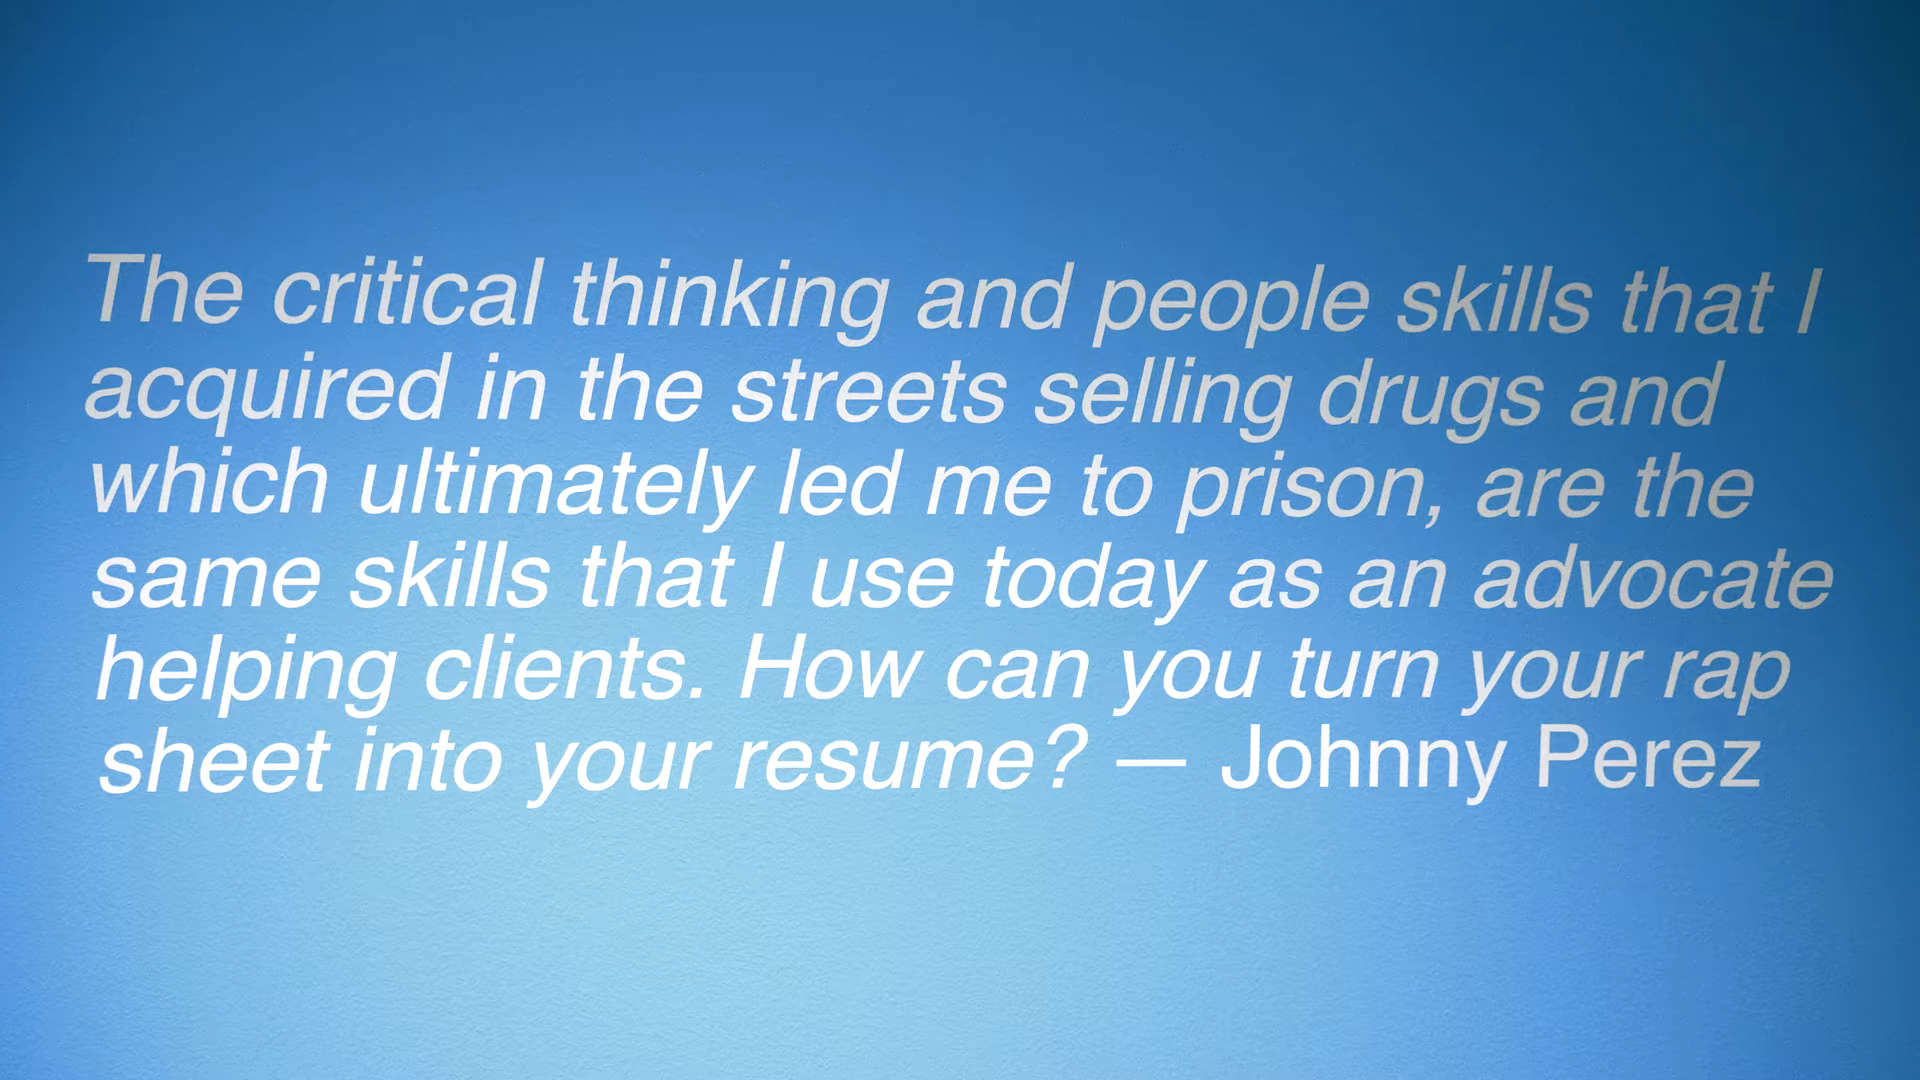 The critical thinking and people skills that I
acquired in the streets selling drugs and
which ultimately led me to prison, are the
same skills that I use today as an advocate
helping clients. How can you turn your rap
sheet into your resume? — Johnny Perez